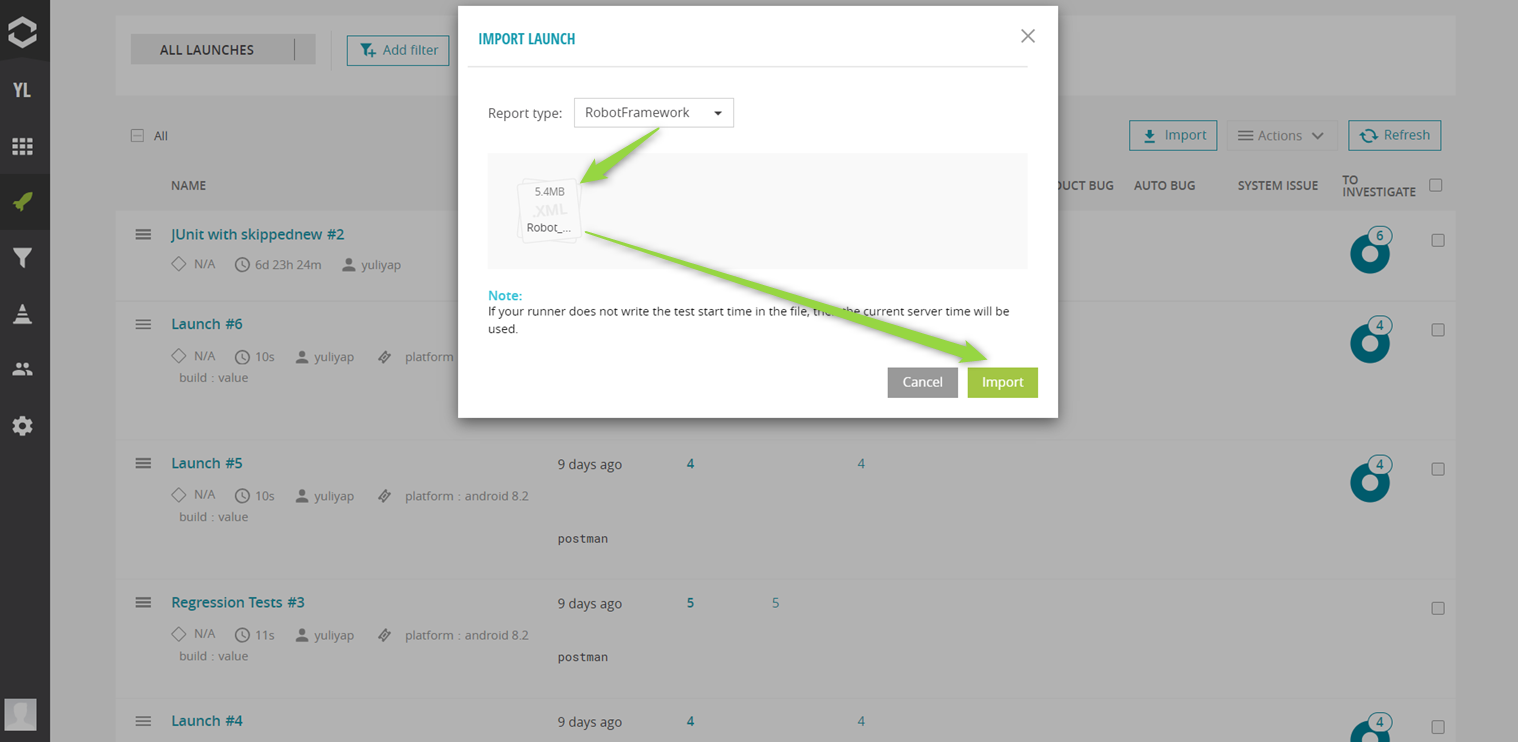 IMPORT LAUNCH
ALL LAUNCHES
Add filter
YL
Report type: RobotFramework
All
Import
Actions
Refresh
5.4MB
.XML
Robot_...
NAME
DUCT BUG
AUTO BUG
SYSTEM ISSUE
TO
INVESTIGATE
JUnit with skippednew #2
6
N/A 6d 23h 24m yuliyap
Note:
If your runner does not write the test start time in the file, the current server time will be
used.
Launch #6
4
N/A 10s yuliyap platform
build : value
Cancel
Import
Launch #5 9 days ago 4 4 4
N/A 10s yuliyap platform : android 8.2
build : value
postman
Regression Tests #3 9 days ago 5 5
N/A 11s yuliyap platform : android 8.2
build : value
postman
Launch #4 9 days ago 4 4 4